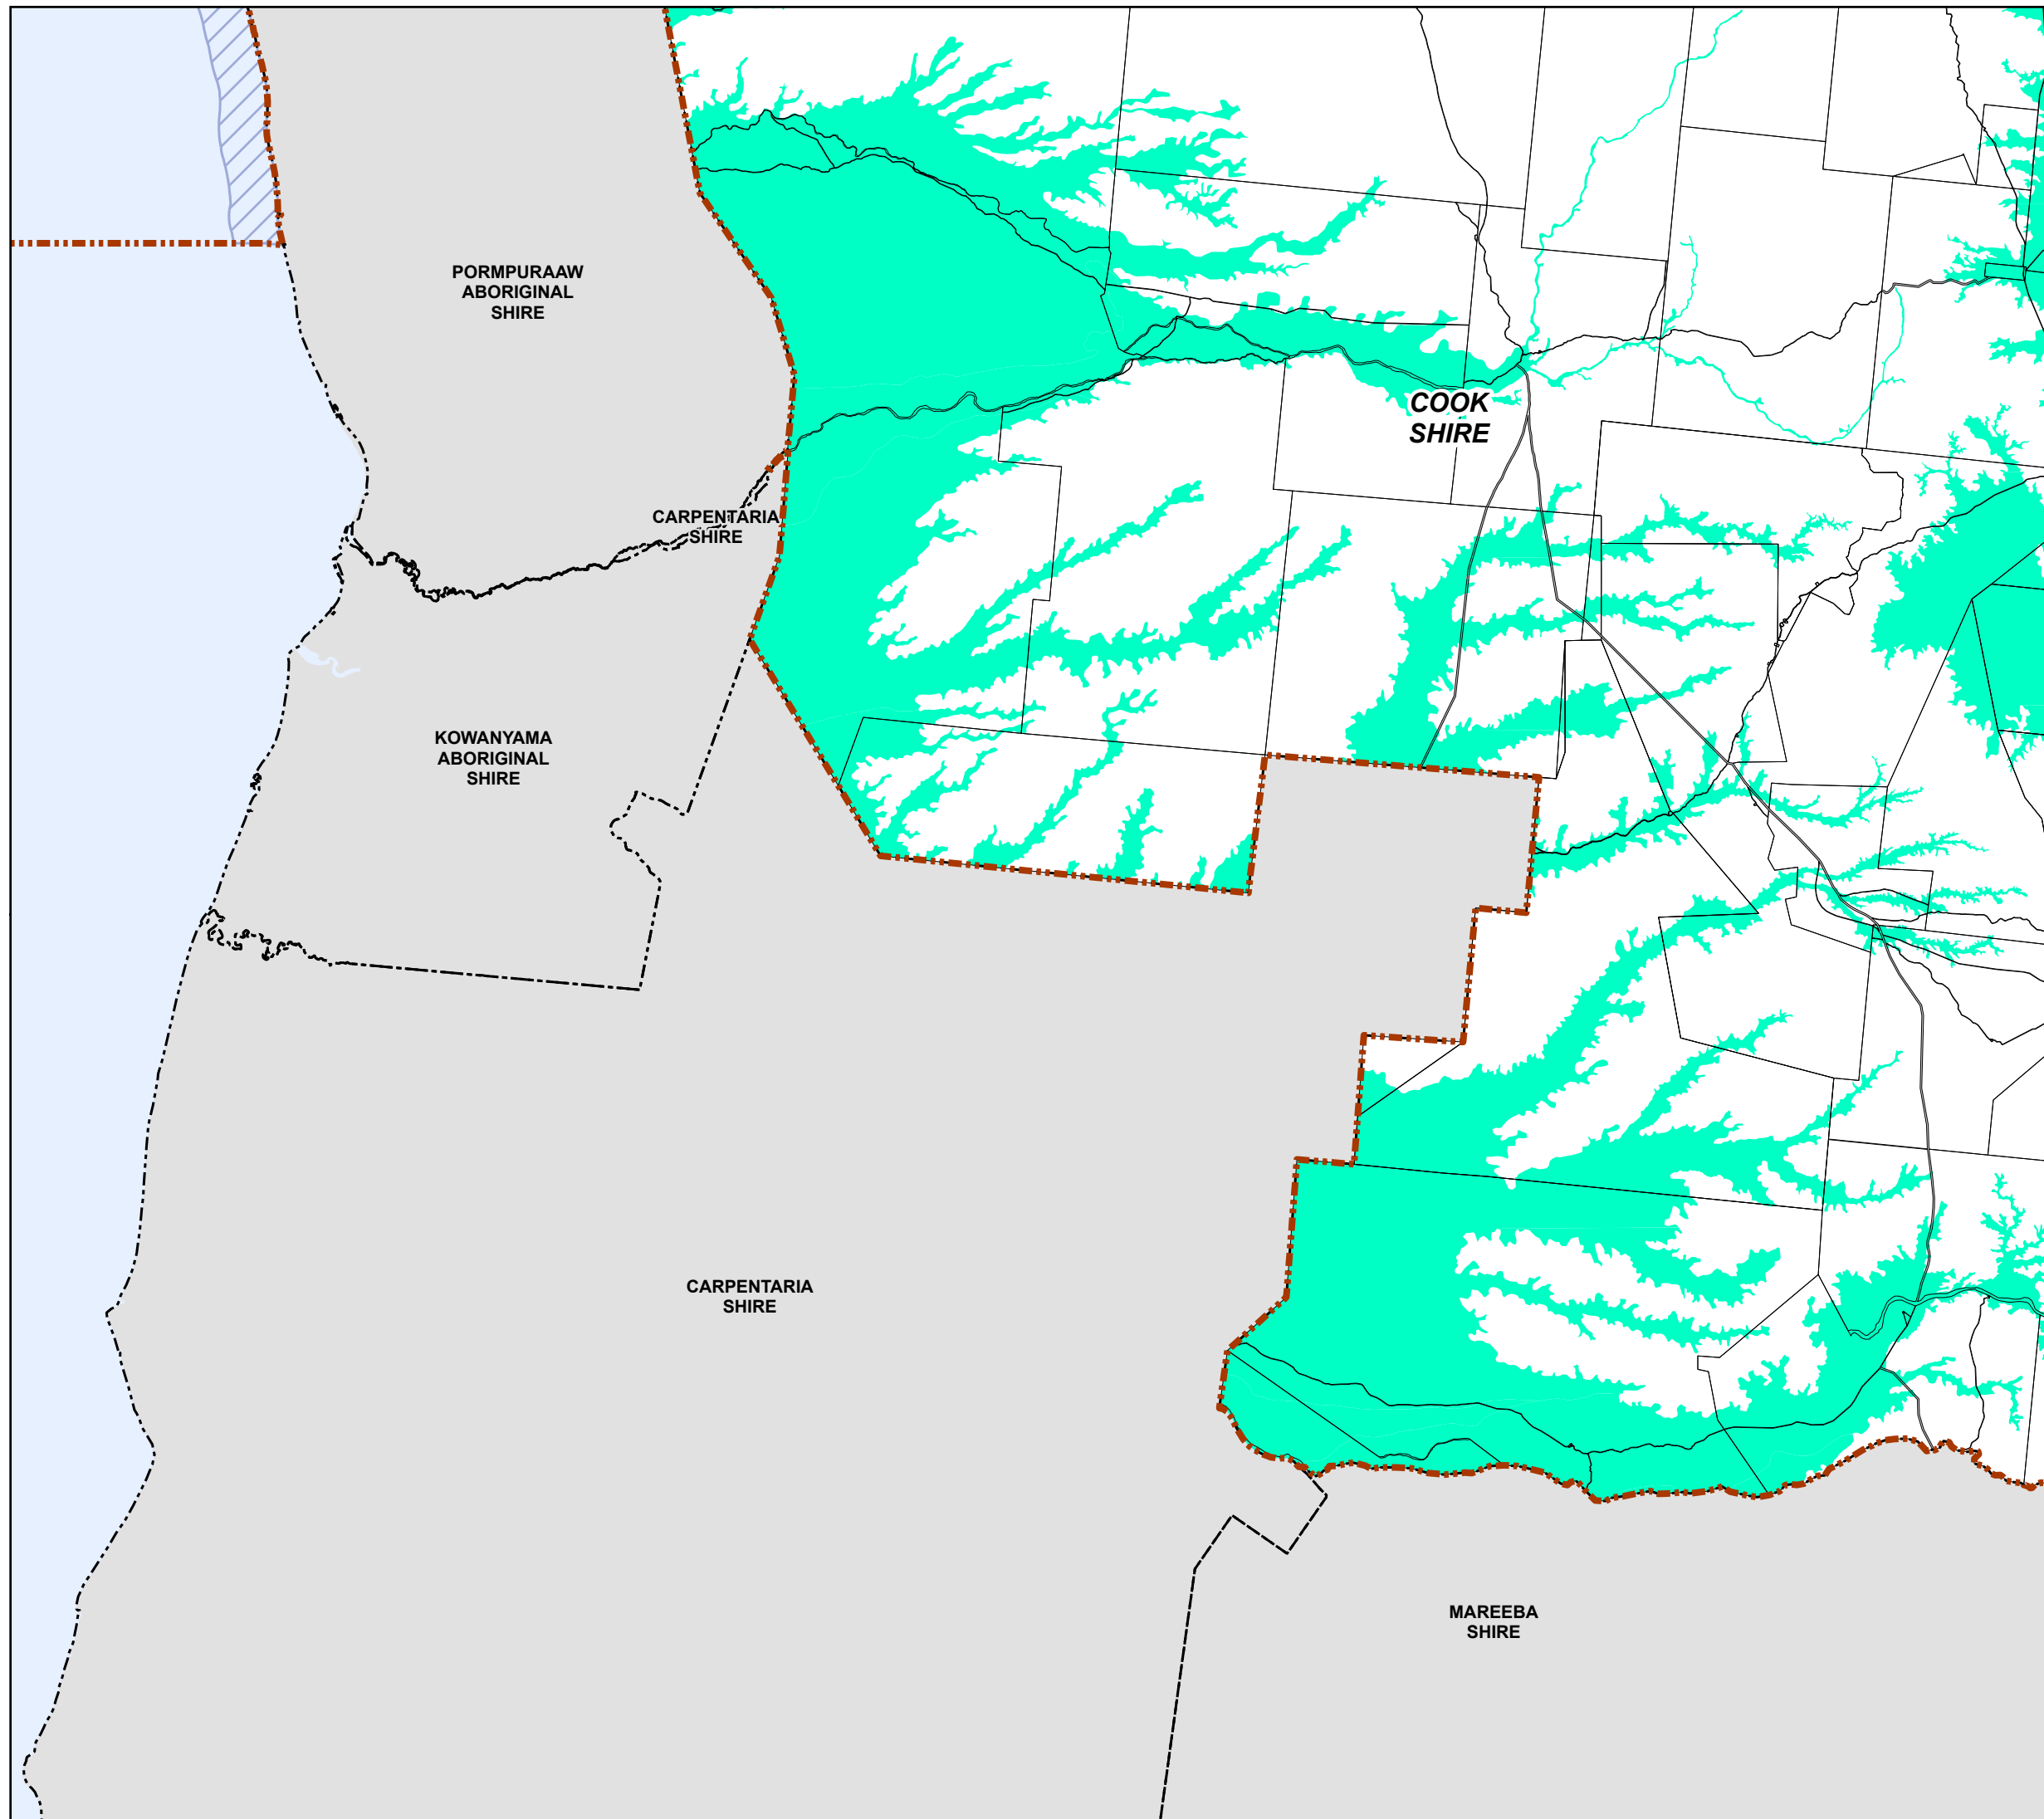 PORMPURAAW
ABORIGINAL
SHIRE
COOK
SHIRE
CARPENTARIA
SHIRE
KOWANYAMA
ABORIGINAL
SHIRE
CARPENTARIA
SHIRE
MAREEBA
SHIRE